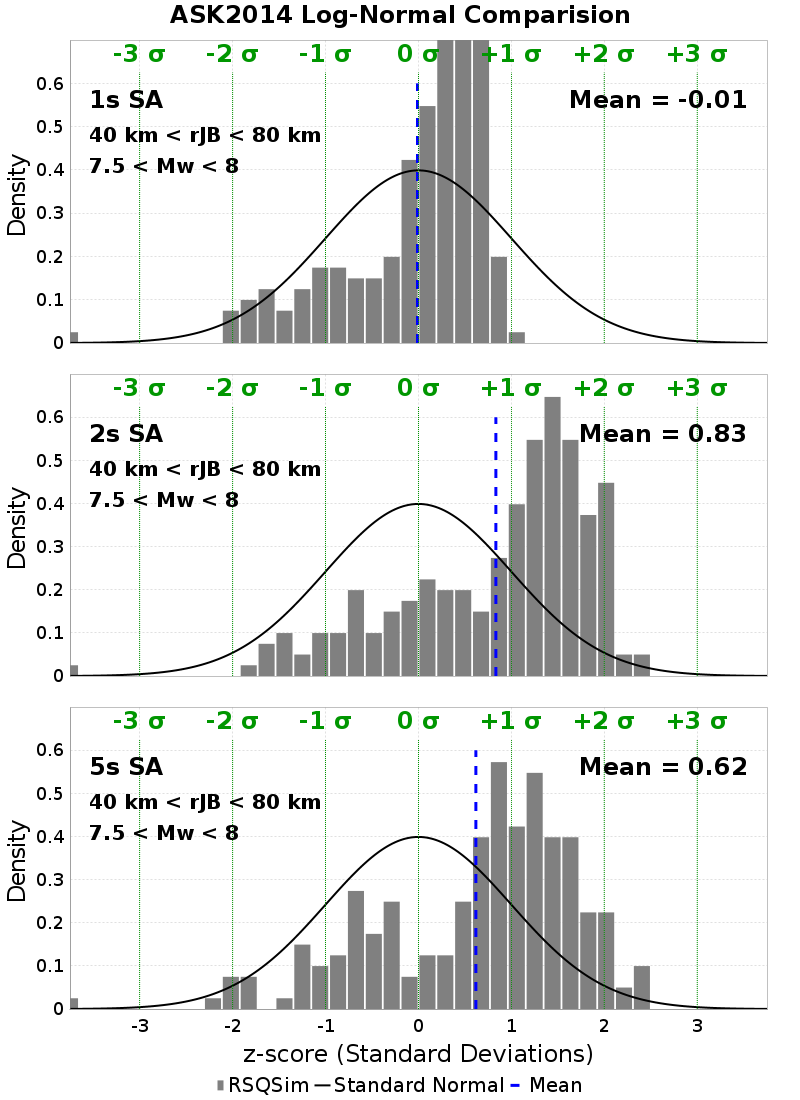 ASK2014 Log-Normal Comparision
-3 σ -2 σ -1 σ 0 σ +1 σ +2 σ +3 σ
1s SA Mean = -0.01
40 km < rJB < 80 km
7.5 < Mw < 8
Density
0.6
0.5
0.4
0.3
0.2
0.1
0
-3 σ -2 σ -1 σ 0 σ +1 σ +2 σ +3 σ
2s SA Mean = 0.83
40 km < rJB < 80 km
7.5 < Mw < 8
Density
0.6
0.5
0.4
0.3
0.2
0.1
0
-3 σ -2 σ -1 σ 0 σ +1 σ +2 σ +3 σ
5s SA Mean = 0.62
40 km < rJB < 80 km
7.5 < Mw < 8
Density
0.6
0.5
0.4
0.3
0.2
0.1
0
-3 -2 -1 0 1 2 3
z-score (Standard Deviations)
RSQSim Standard Normal Mean